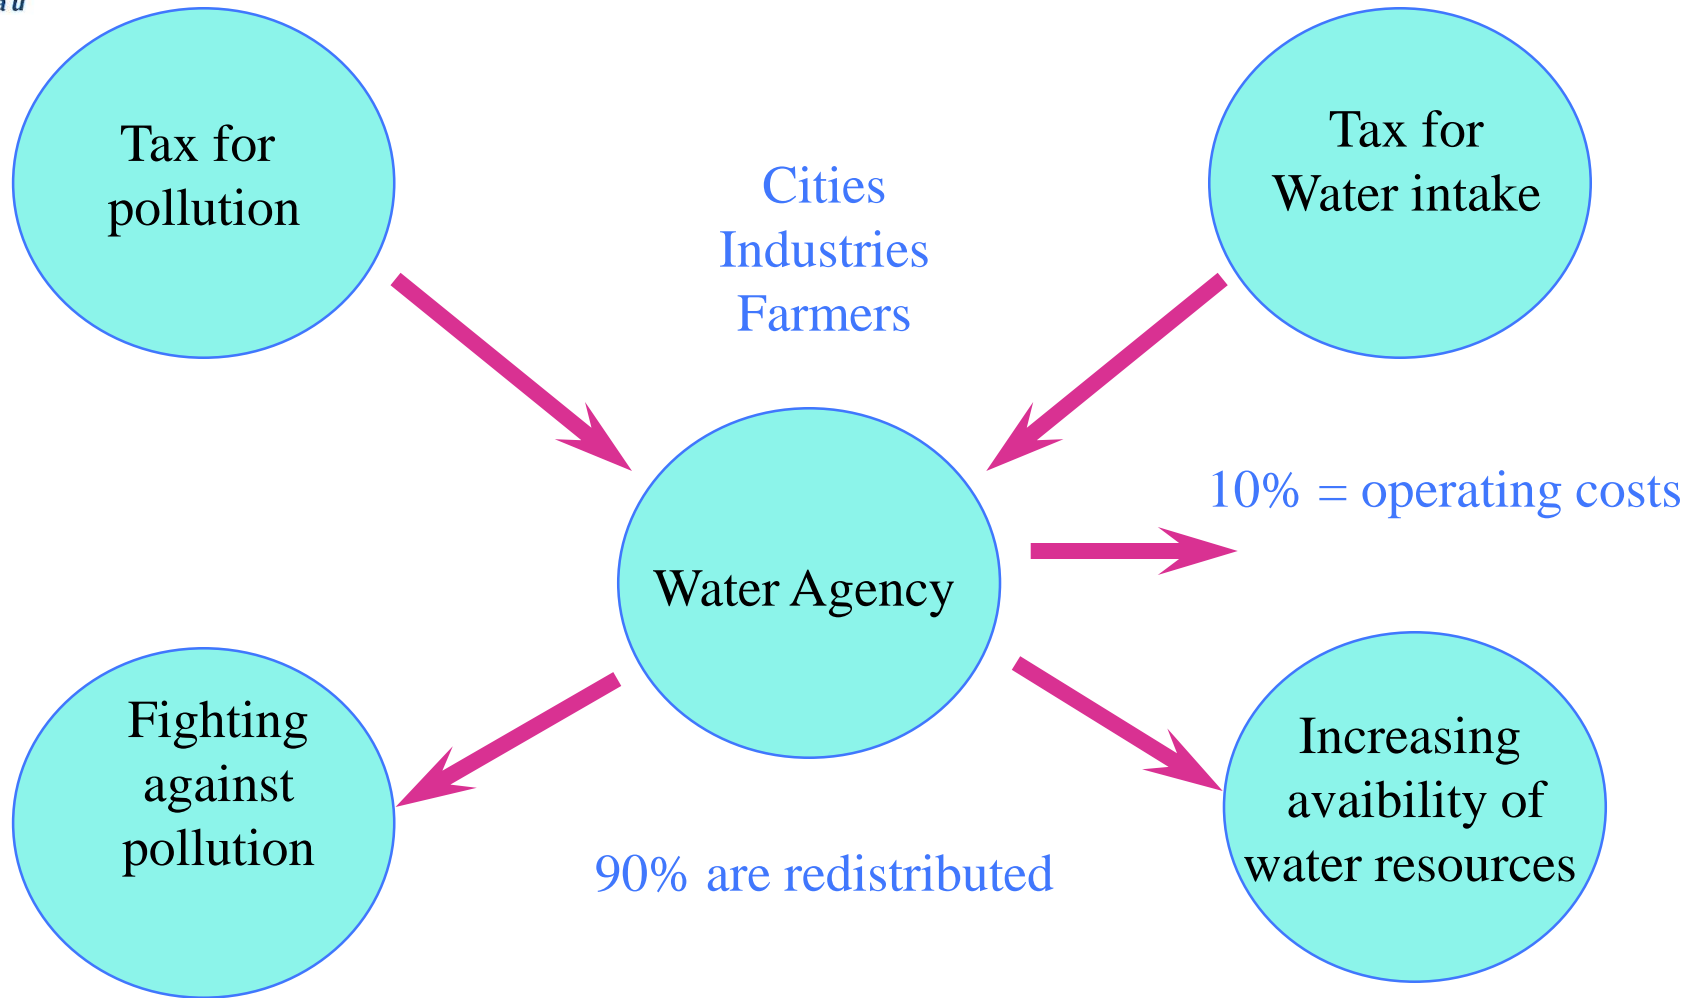 Tax for
pollution
Cities
Industries
Farmers
Tax for
Water intake
Water Agency
10% = operating costs
Fighting
against
pollution
90% are redistributed
Increasing
avaibility of
water resources